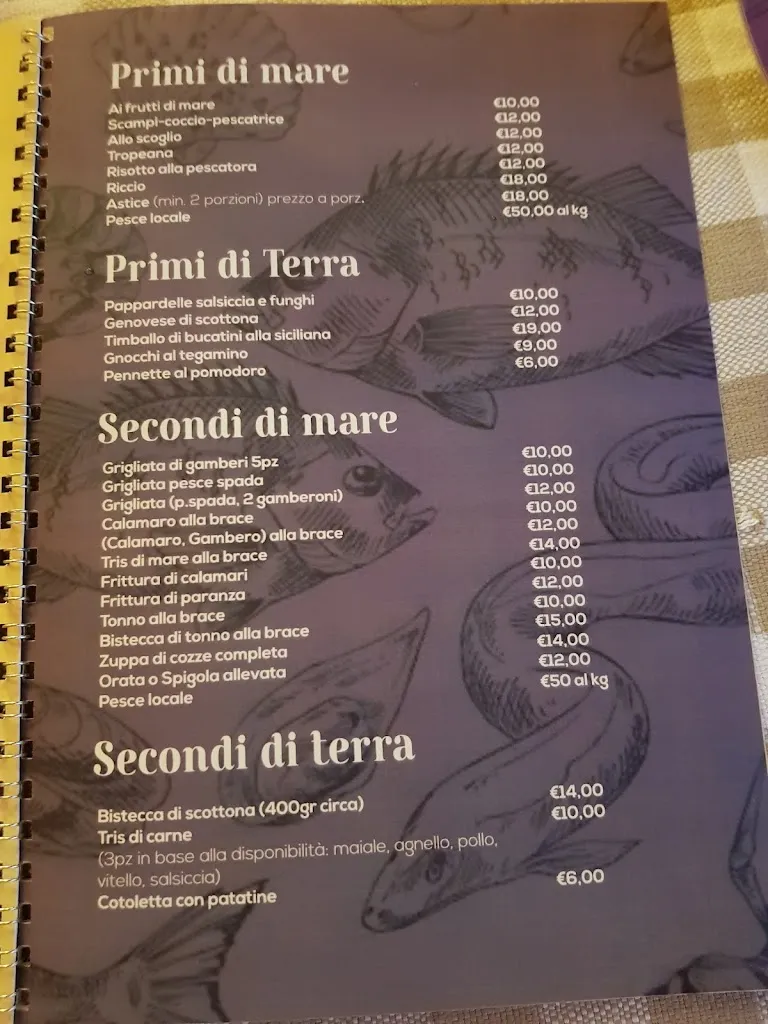 Primi di mare
Ai frutti di mare €10,00
Scampi-coccio-pescatrice €12,00
Allo scoglio €12,00
Tropeana €12,00
Risotto alla pescatora €12,00
Riccio €18,00
Astice (min. 2 porzioni) prezzo a porz. €18,00
Pesce locale €50,00 al kg
Primi di Terra
Pappardelle salsiccia e funghi €10,00
Genovese di scottona €12,00
Timballo di bucatini alla siciliana €19,00
Gnocchi al tegamino €9,00
Pennette al pomodoro €6,00
Secondi di mare
Grigliata di gamberi 5pz €10,00
Grigliata pesce spada €10,00
Grigliata (p.spada, 2 gamberoni) €12,00
Calamaro alla brace €10,00
(Calamaro, Gambero) alla brace €12,00
Tris di mare alla brace €14,00
Frittura di calamari €10,00
Frittura di paranza €12,00
Tonno alla brace €10,00
Bistecca di tonno alla brace €15,00
Zuppa di cozze completa €14,00
Orata o Spigola allevata €12,00
Pesce locale €50 al kg
Secondi di terra
Bistecca di scottona (400gr circa) €14,00
Tris di carne €10,00
(3pz in base alla disponibilità: maiale, agnello, pollo,
vitello, salsiccia)
Cotoletta con patatine €6,00